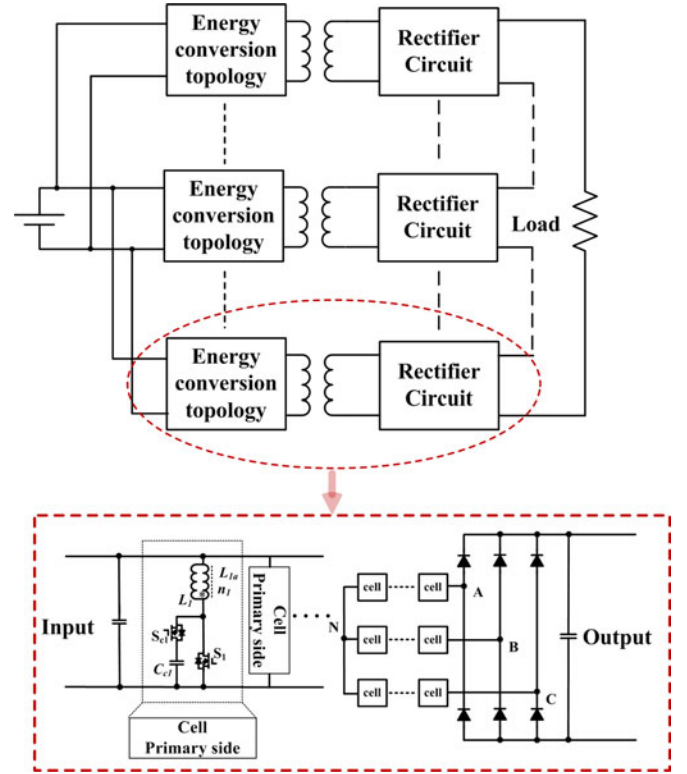 Energy
conversion
topology
Rectifier
Circuit
Energy
conversion
topology
Rectifier
Circuit
Load
Energy
conversion
topology
Rectifier
Circuit
Input
L1
L1a
n1
Sc1
Cc1
S1
Cell
Primary side
Cell
Primary side
N
cell
cell
A
cell
cell
B
cell
cell
C
Output